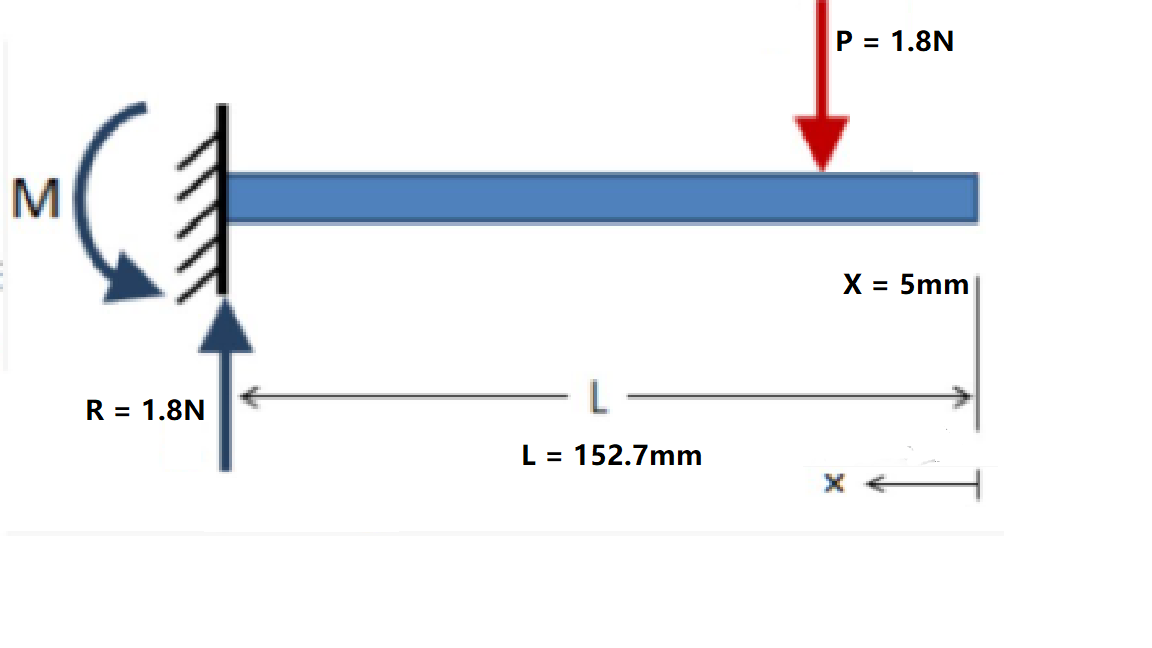 P = 1.8N
M
X = 5mm
L
R = 1.8N
L = 152.7mm
x